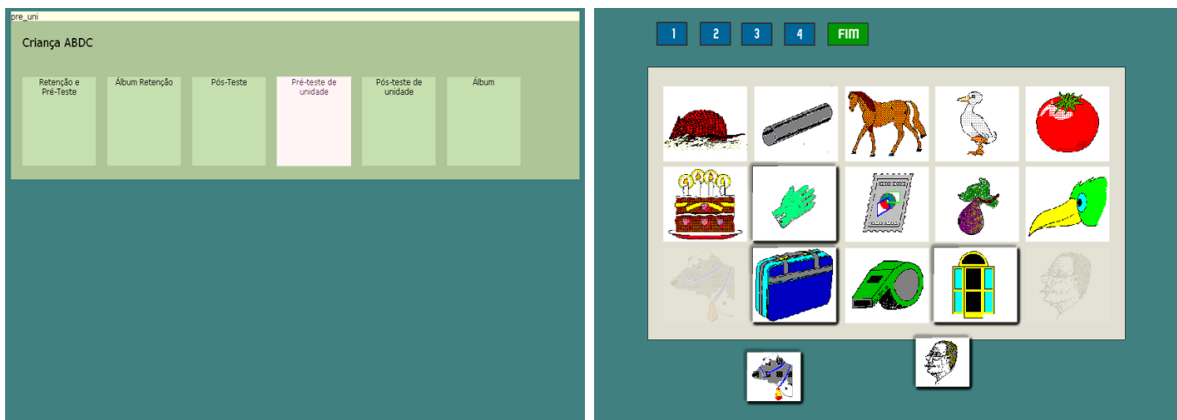 pre_uni
Criança ABDC
Retenção e
Pré-Teste
Álbum Retenção
Pós-Teste
Pré-teste de
unidade
Pós-teste de
unidade
Álbum
1
2
3
4
FIM